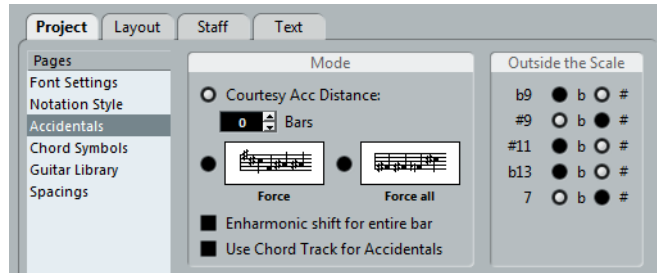 Project Layout Staff Text
Pages
Font Settings
Notation Style
Accidentals
Chord Symbols
Guitar Library
Spacings
Mode
Courtesy Acc Distance:
0 Bars
Force Force all
Enharmonic shift for entire bar
Use Chord Track for Accidentals
Outside the Scale
b9 b #
#9 b #
#11 b #
b13 b #
7 b #